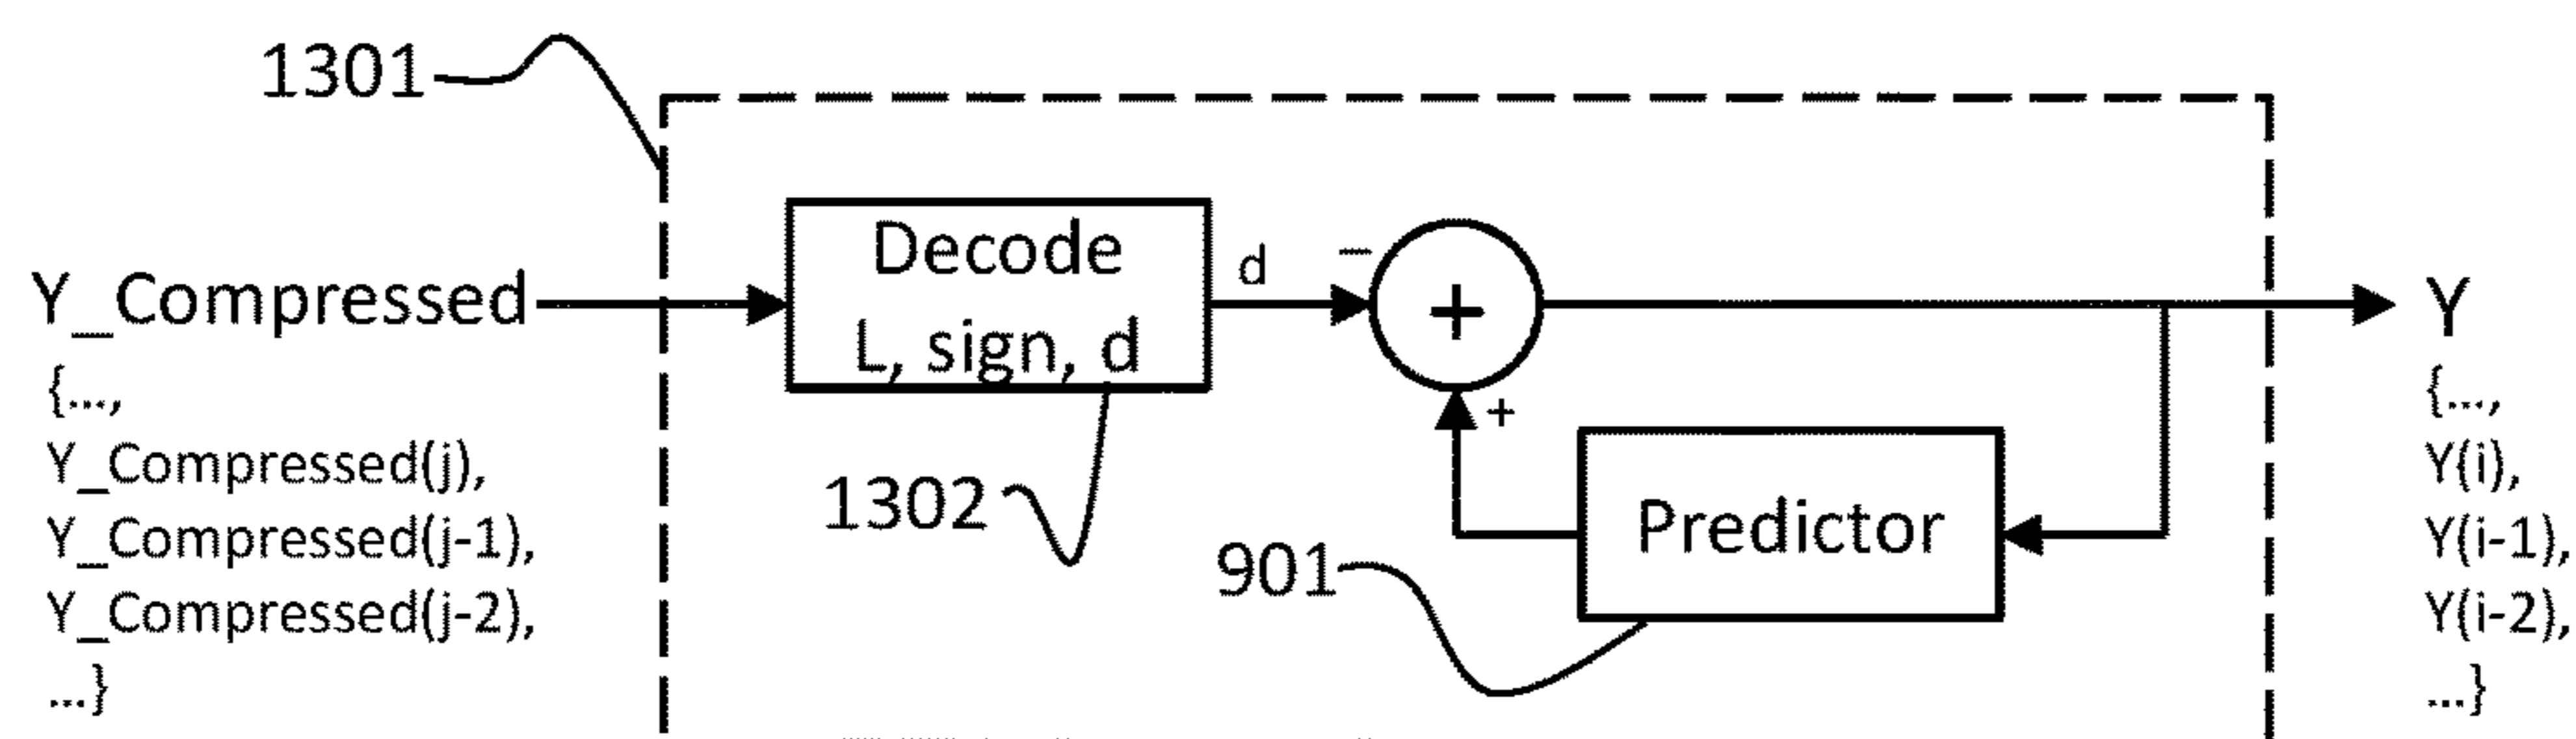 1301
Decode
L, sign, d
d
−
+
+
Y_Compressed
{...,
Y_Compressed(j),
Y_Compressed(j-1),
Y_Compressed(j-2),
...}
1302
Predictor
901
Y
{...,
Y(i),
Y(i-1),
Y(i-2),
...}